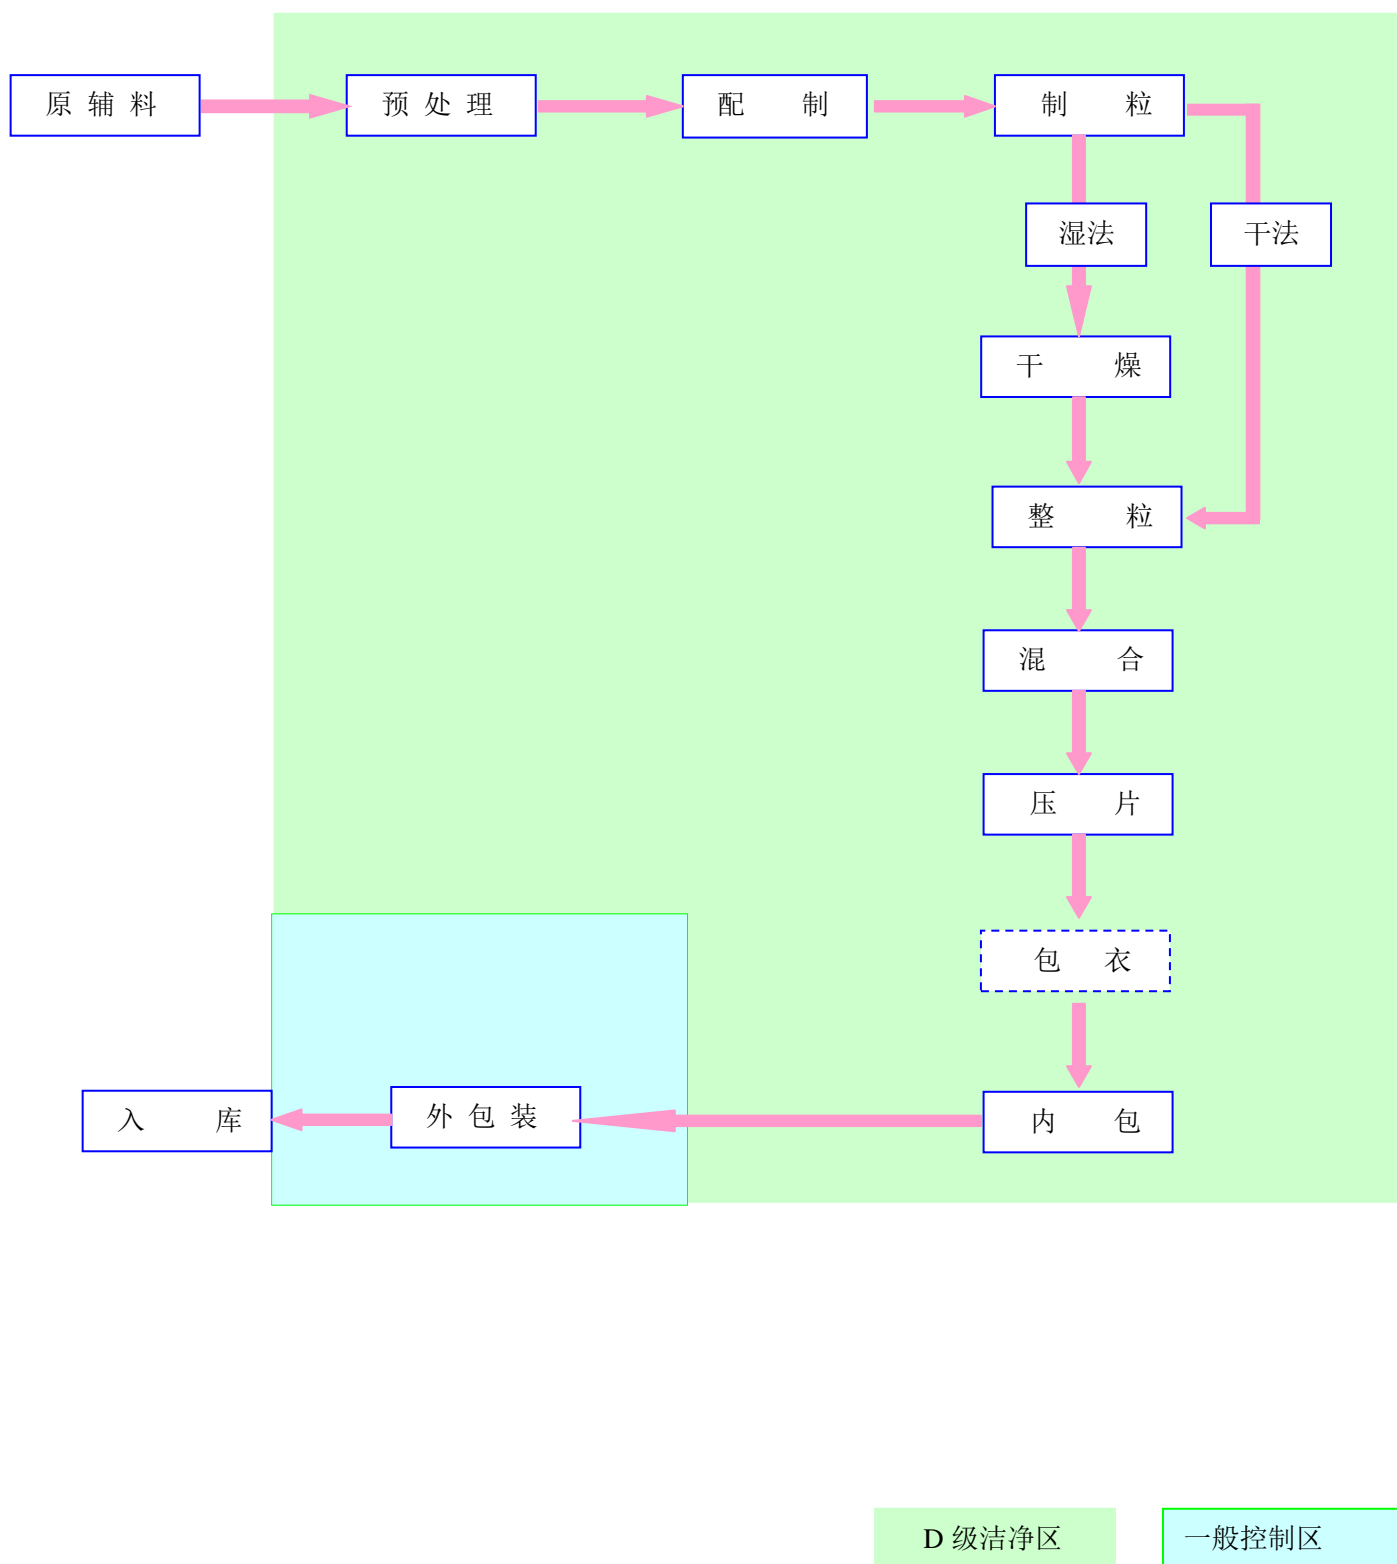 原 辅 料
预 处 理
配 制
制 粒
湿法
干法
干 燥
整 粒
混 合
压 片
包 衣
内 包
外 包 装
入 库
D 级洁净区
一般控制区